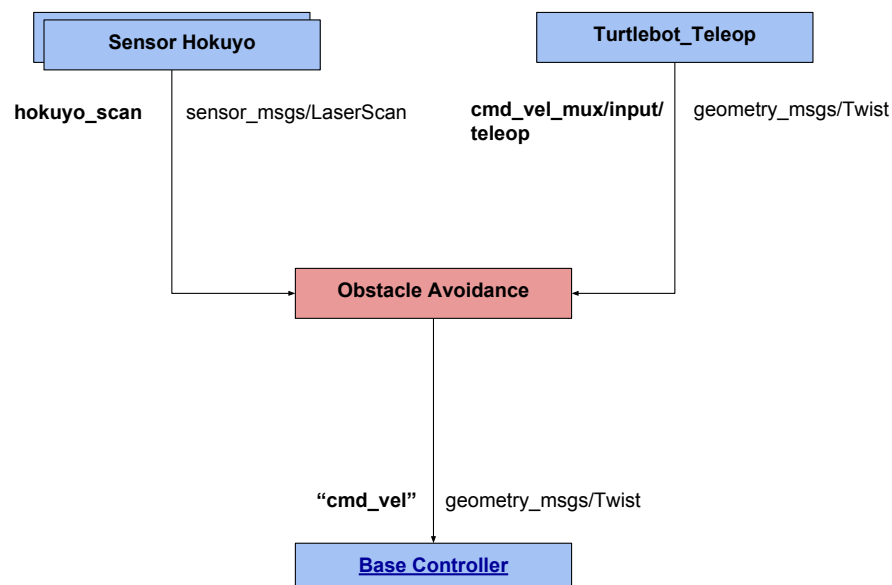 Sensor Hokuyo
Turtlebot_Teleop
hokuyo_scan
sensor_msgs/LaserScan
cmd_vel_mux/input/
teleop
geometry_msgs/Twist
Obstacle Avoidance
“cmd_vel”
geometry_msgs/Twist
Base Controller